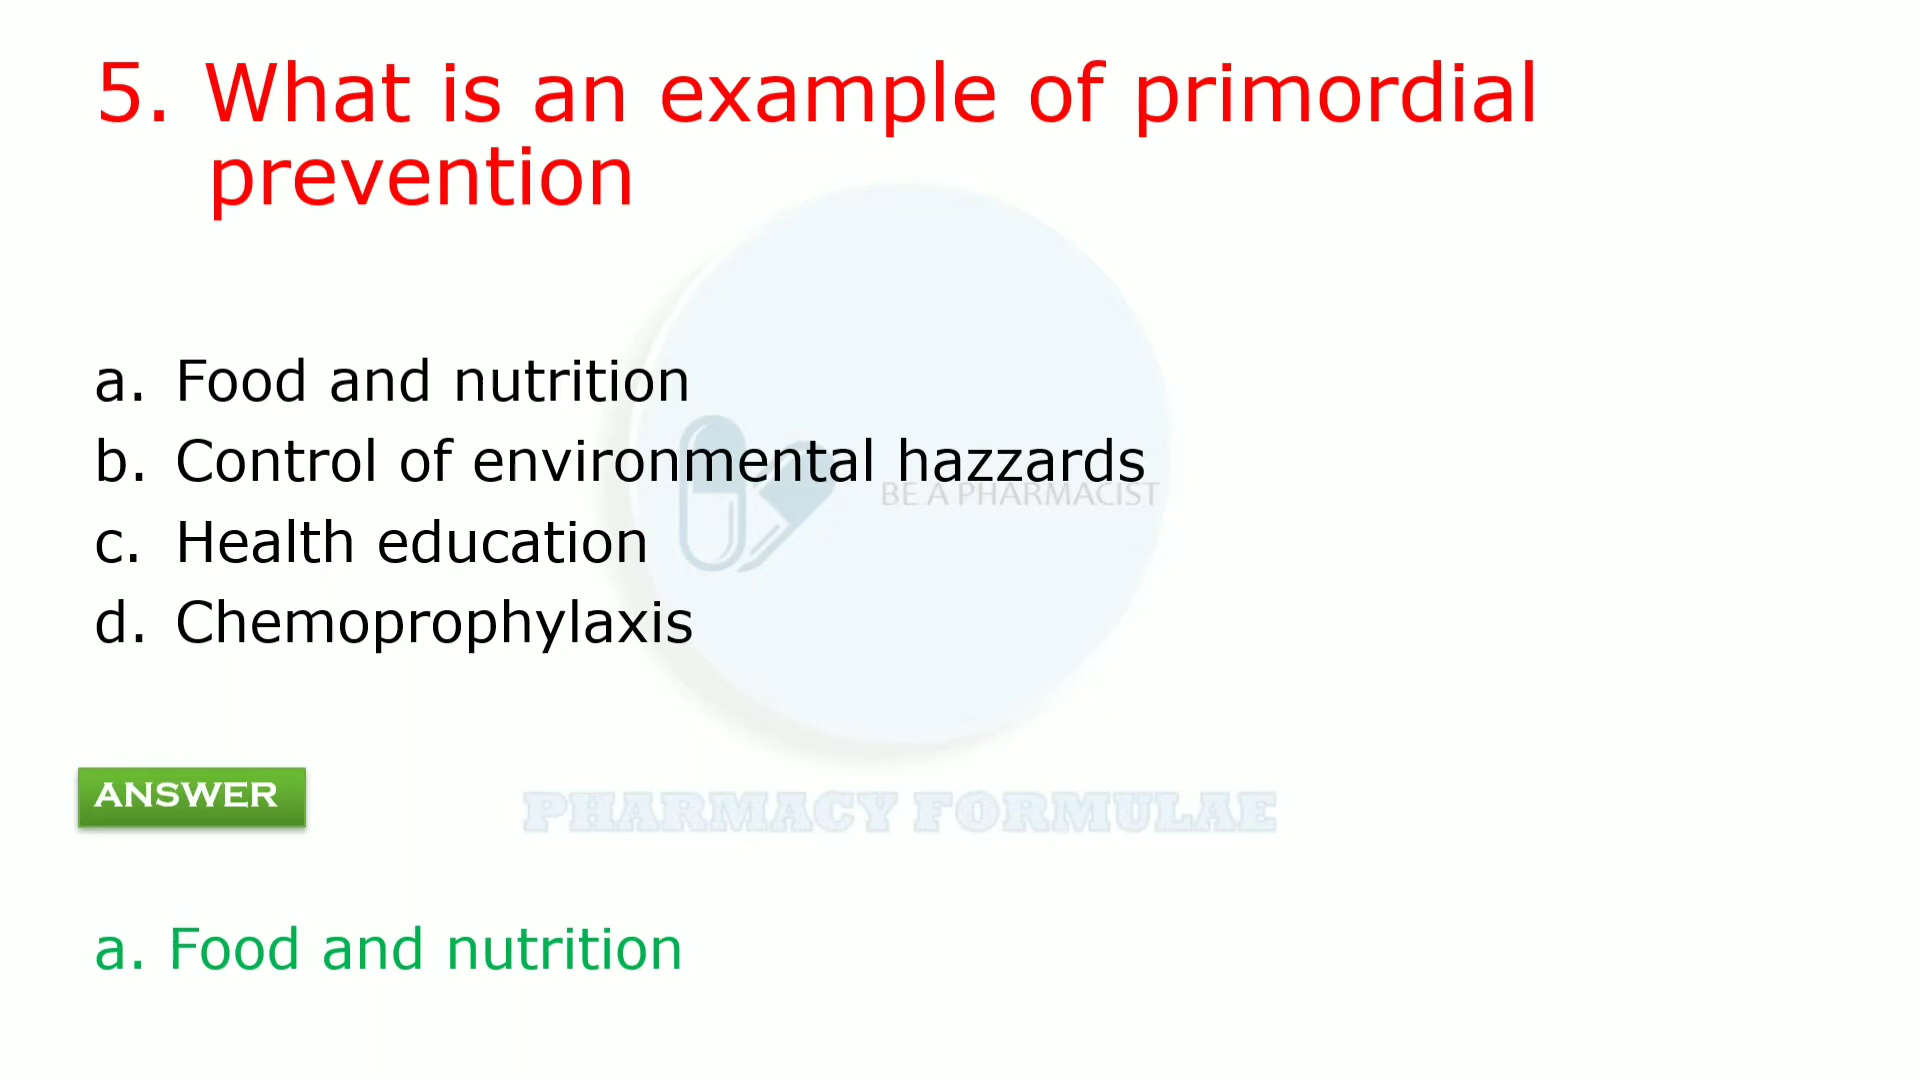 5. What is an example of primordial
prevention
a. Food and nutrition
b. Control of environmental hazzards
BE A PHARMACIST
c. Health education
d. Chemoprophylaxis
ANSWER
PHARMACY FORMULAE
a. Food and nutrition